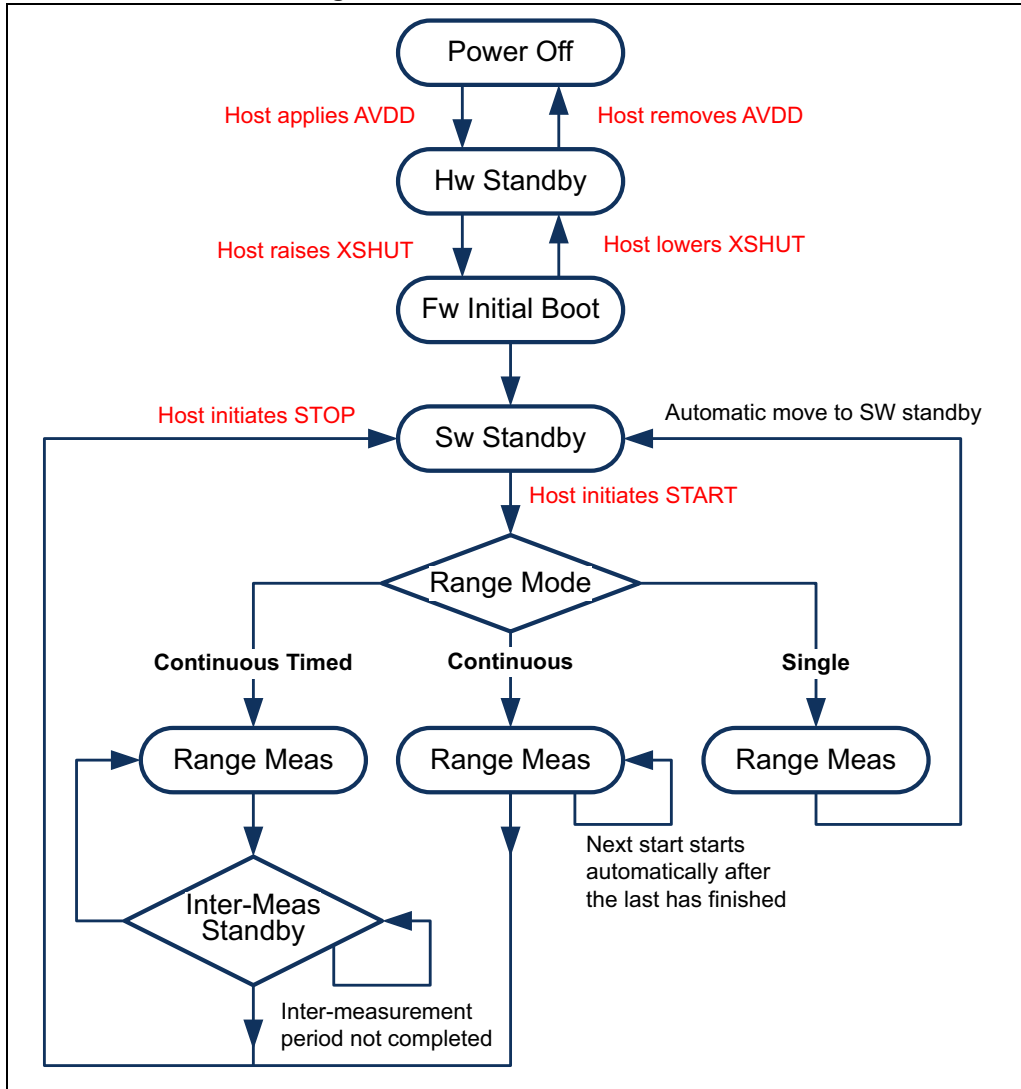 Power Off
Host applies AVDD
Host removes AVDD
Hw Standby
Host raises XSHUT
Host lowers XSHUT
Fw Initial Boot
Host initiates STOP
Automatic move to SW standby
Sw Standby
Host initiates START
Range Mode
Continuous Timed
Continuous
Single
Range Meas
Range Meas
Range Meas
Next start starts
automatically after
the last has finished
Inter-Meas
Standby
Inter-measurement
period not completed